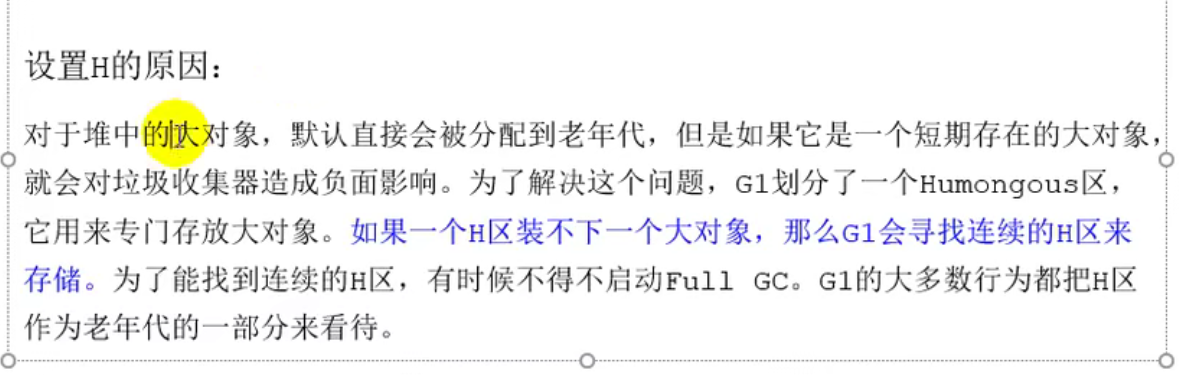 设置H的原因：
对于堆中的大对象，默认直接会被分配到老年代，但是如果它是一个短期存在的大对象，
就会对垃圾收集器造成负面影响。为了解决这个问题，G1划分了一个Humongous区，
它用来专门存放大对象。如果一个H区装不下一个大对象，那么G1会寻找连续的H区来
存储。为了能找到连续的H区，有时候不得不启动Full GC。G1的大多数行为都把H区
作为老年代的一部分来看待。